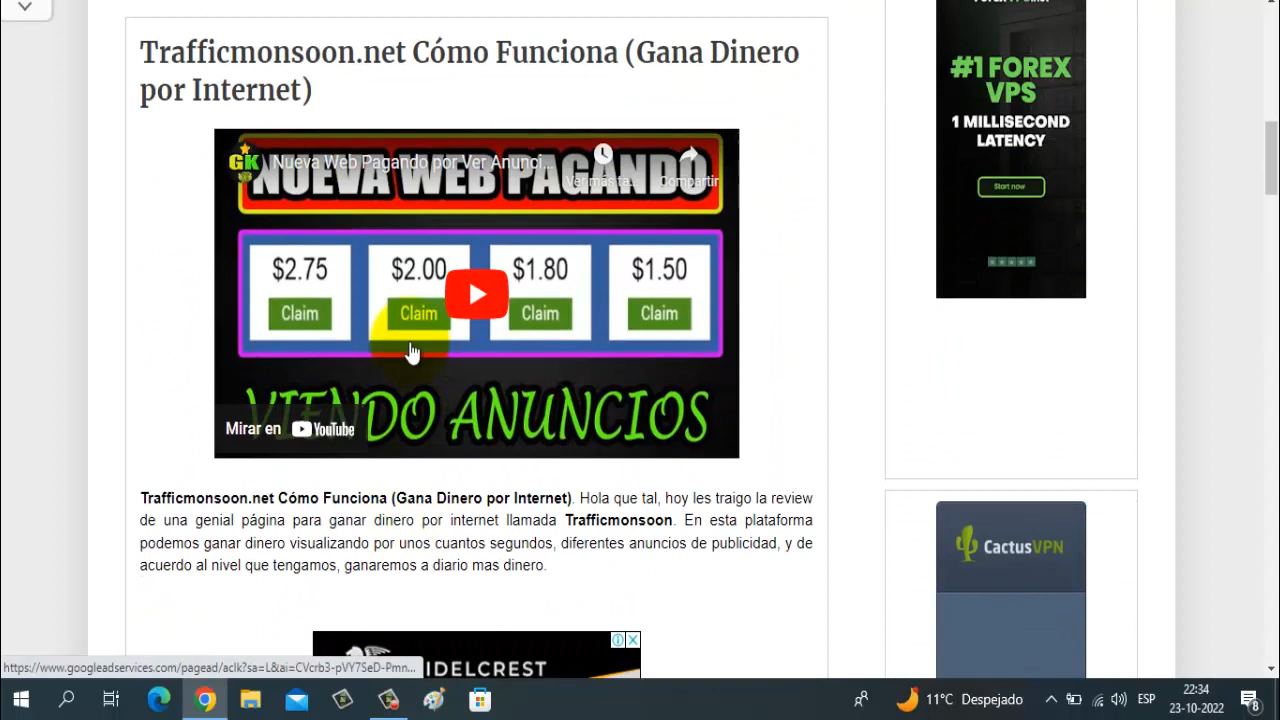 Trafficmonsoon.net Cómo Funciona (Gana Dinero
por Internet)
GK
Nueva Web Pagando por Ver Anunci...
Ver más ta...
Compartir
NUEVA WEB PAGANDO
$2.75
$2.00
$1.80
$1.50
Claim
Claim
Claim
Claim
VIENDO ANUNCIOS
Mirar en YouTube
Trafficmonsoon.net Cómo Funciona (Gana Dinero por Internet). Hola que tal, hoy les traigo la review
de una genial página para ganar dinero por internet llamada Trafficmonsoon. En esta plataforma
podemos ganar dinero visualizando por unos cuantos segundos, diferentes anuncios de publicidad, y de
acuerdo al nivel que tengamos, ganaremos a diario mas dinero.
#1 FOREX
VPS
1 MILLISECOND
LATENCY
Start now
CactusVPN
IDELCREST
https://www.googleadservices.com/pagead/aclk?sa=L&ai=CVcrb3-pVY7SeD-Pmn...
11°C Despejado
ESP
22:34
23-10-2022
8